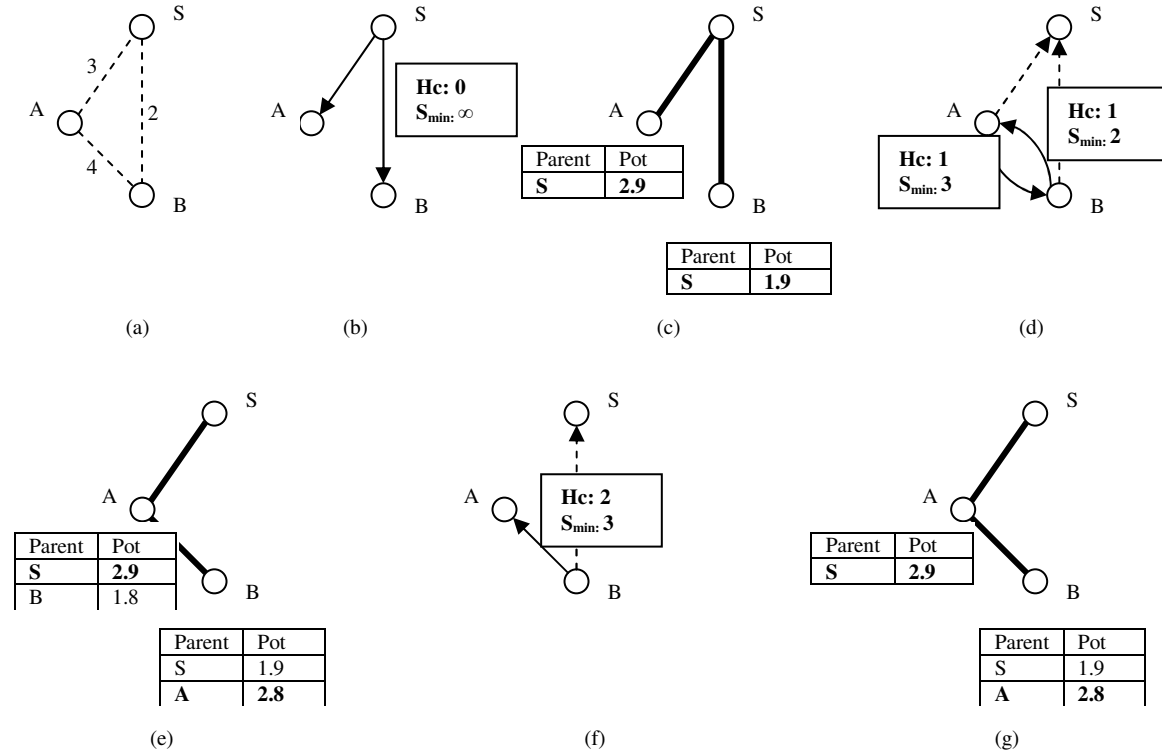 S
3
A
2
4
B
(a)
S
Hc: 0
Smin: ∞
A
B
(b)
S
A
Parent Pot
S 2.9
Parent Pot
S 1.9
(c)
S
A
Hc: 1
Smin: 2
Hc: 1
Smin: 3
B
(d)
S
A
Parent Pot
S 2.9
B 1.8
B
Parent Pot
S 1.9
A 2.8
(e)
S
A
Hc: 2
Smin: 3
B
(f)
S
A
Parent Pot
S 2.9
B
Parent Pot
S 1.9
A 2.8
(g)